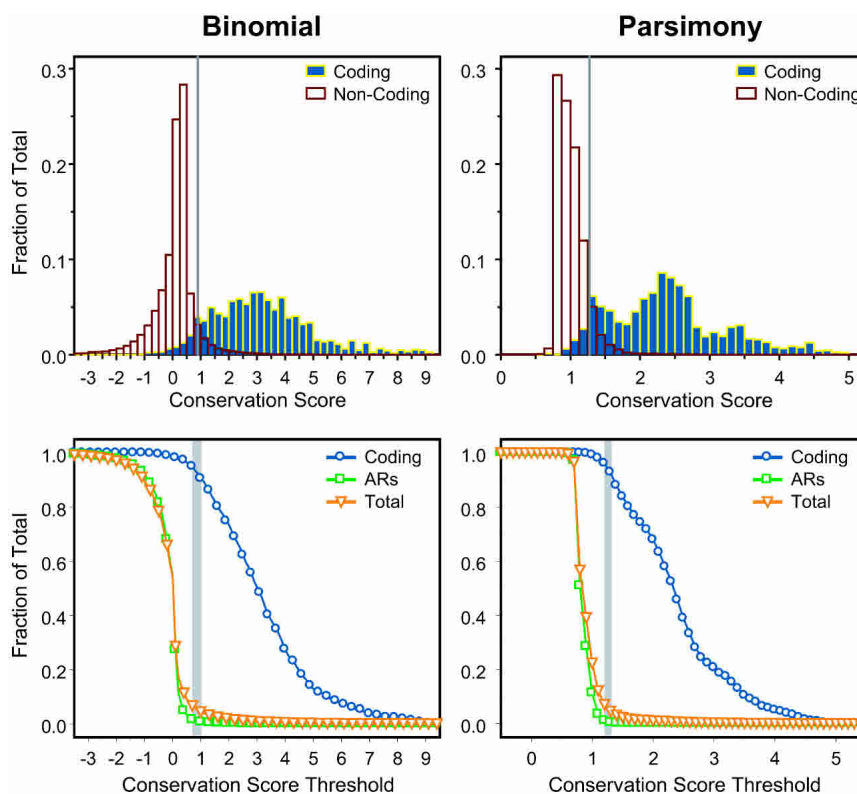 Binomial
Parsimony
Fraction of Total
0.3
0.2
0.1
0.0
Coding
Non-Coding
-3 -2 -1 0 1 2 3 4 5 6 7 8 9
Conservation Score
0.3
0.2
0.1
0.0
Coding
Non-Coding
0 1 2 3 4 5
Conservation Score
Fraction of Total
1.0
0.8
0.6
0.4
0.2
0.0
Coding
ARs
Total
-3 -2 -1 0 1 2 3 4 5 6 7 8 9
Conservation Score Threshold
1.0
0.8
0.6
0.4
0.2
0.0
Coding
ARs
Total
0 1 2 3 4 5
Conservation Score Threshold